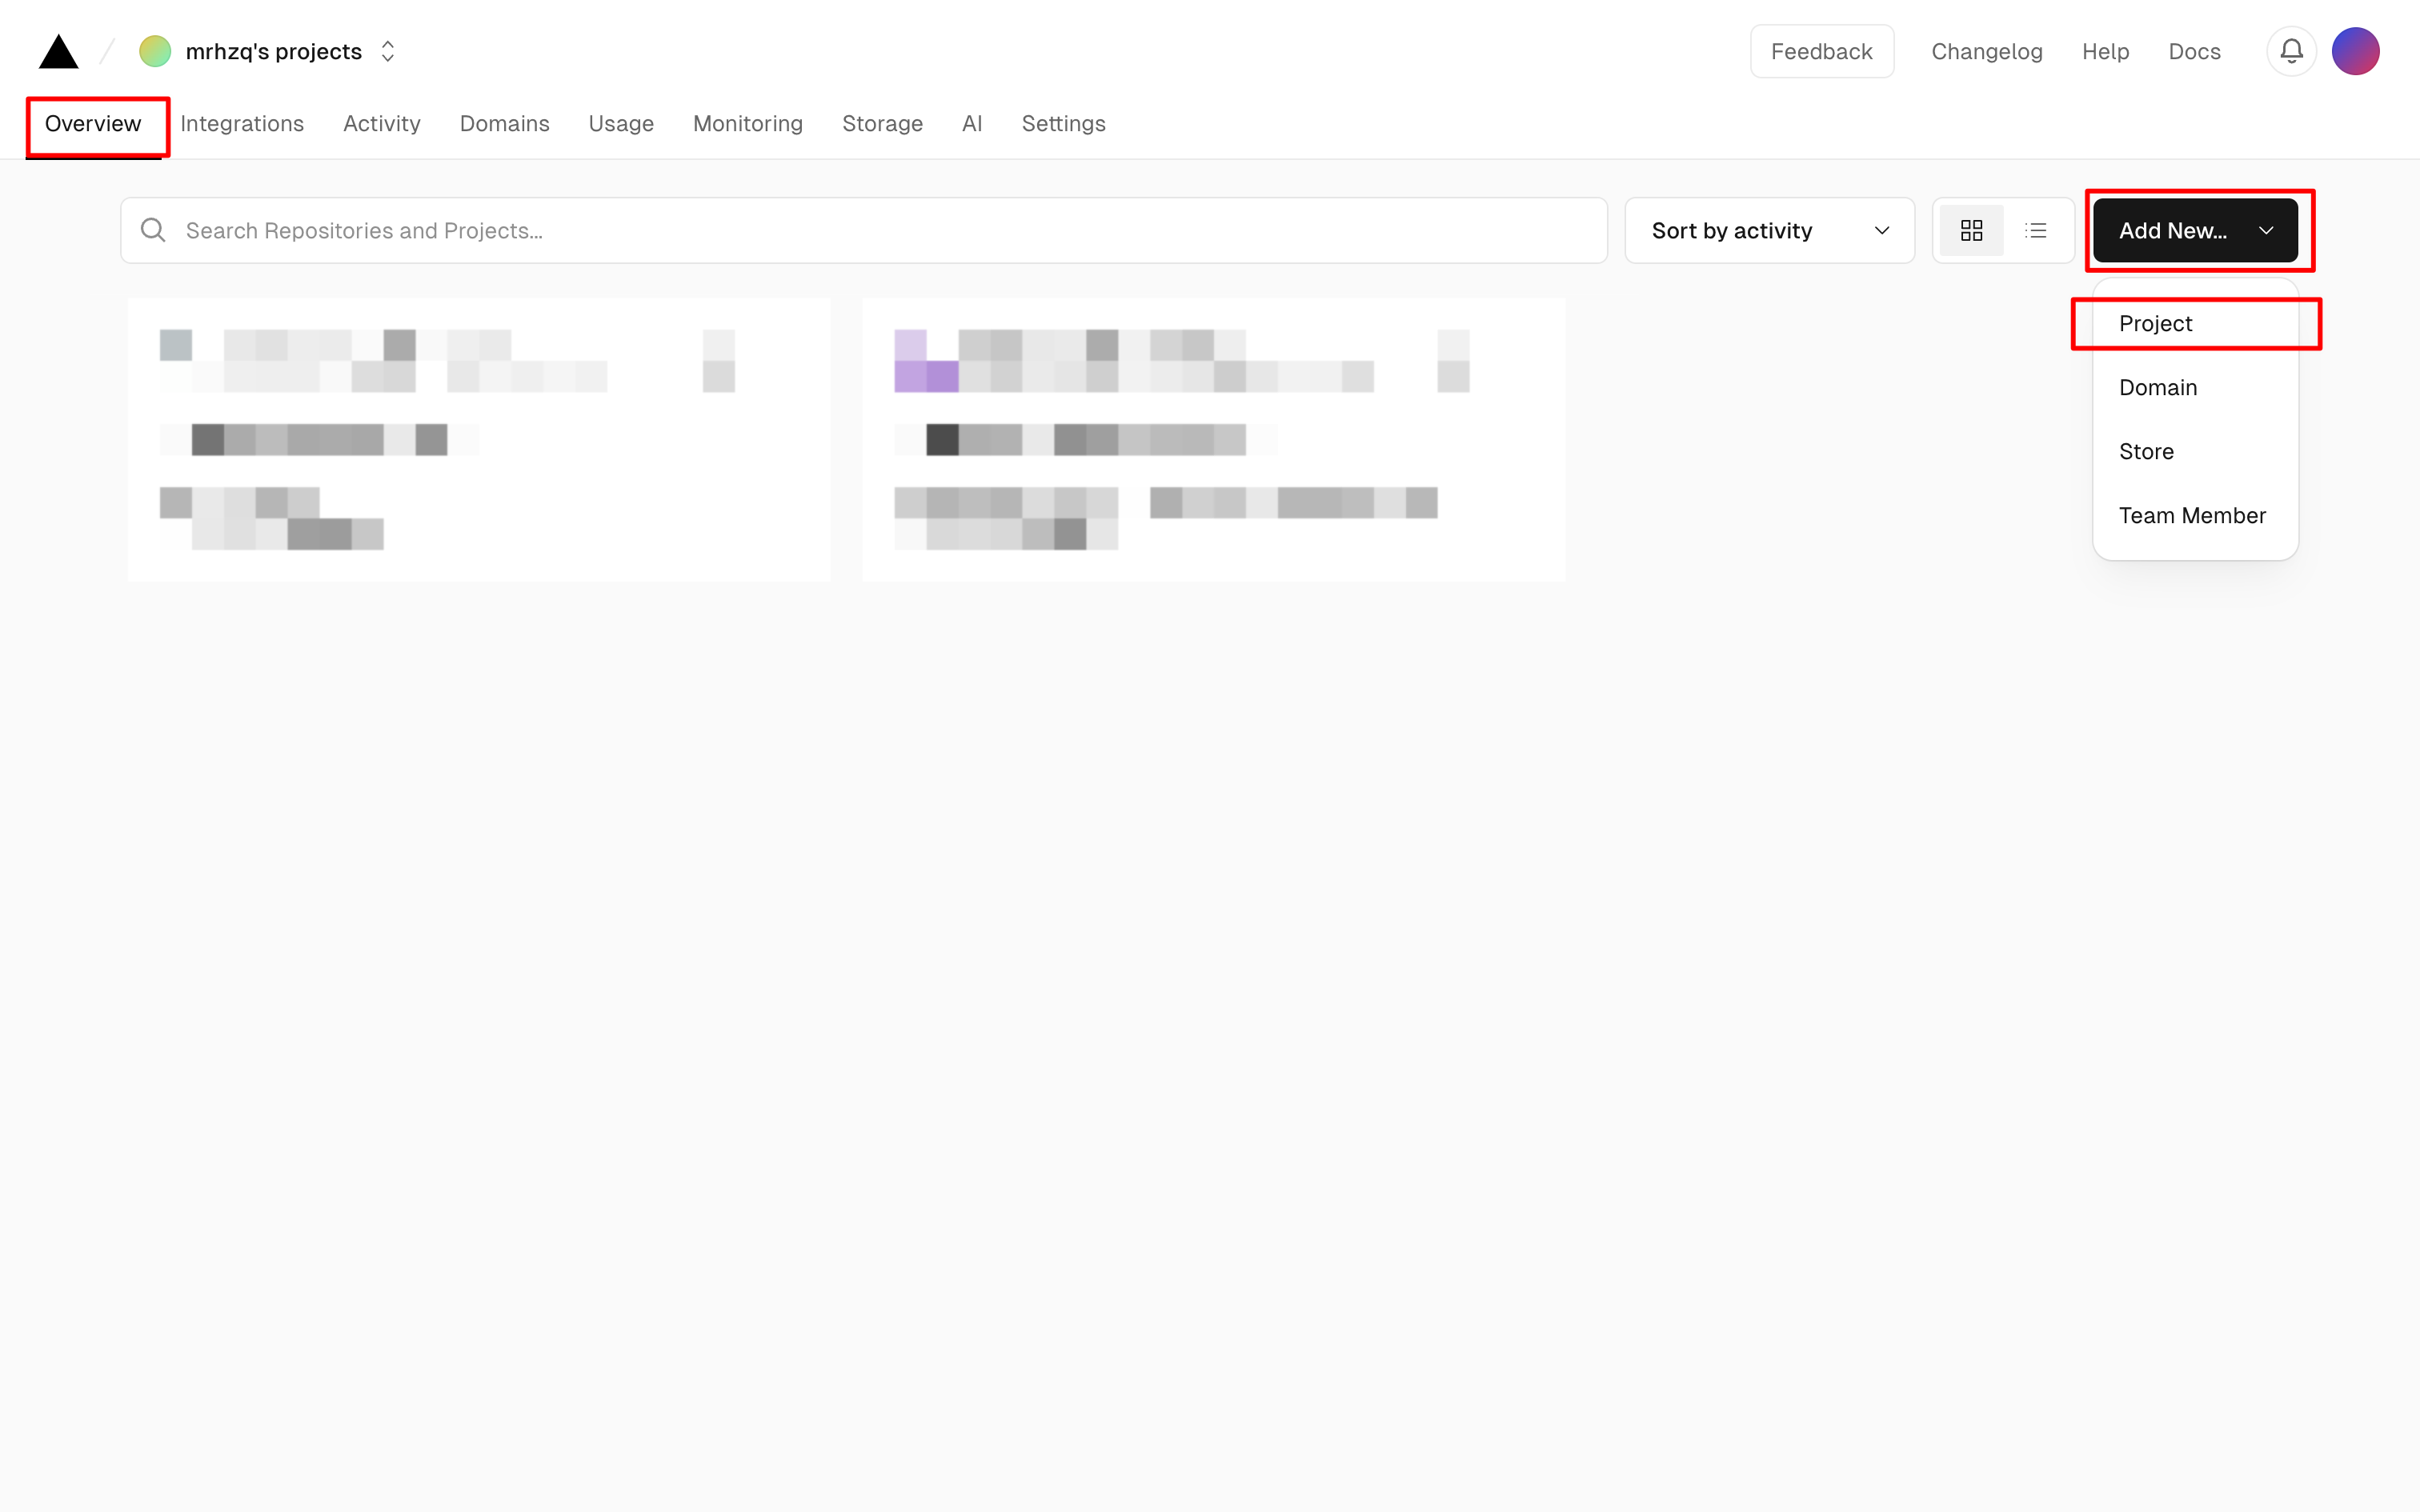 mrhzq's projects
Feedback
Changelog
Help
Docs
Overview
Integrations
Activity
Domains
Usage
Monitoring
Storage
AI
Settings
Search Repositories and Projects...
Sort by activity
Add New...
Project
Domain
Store
Team Member